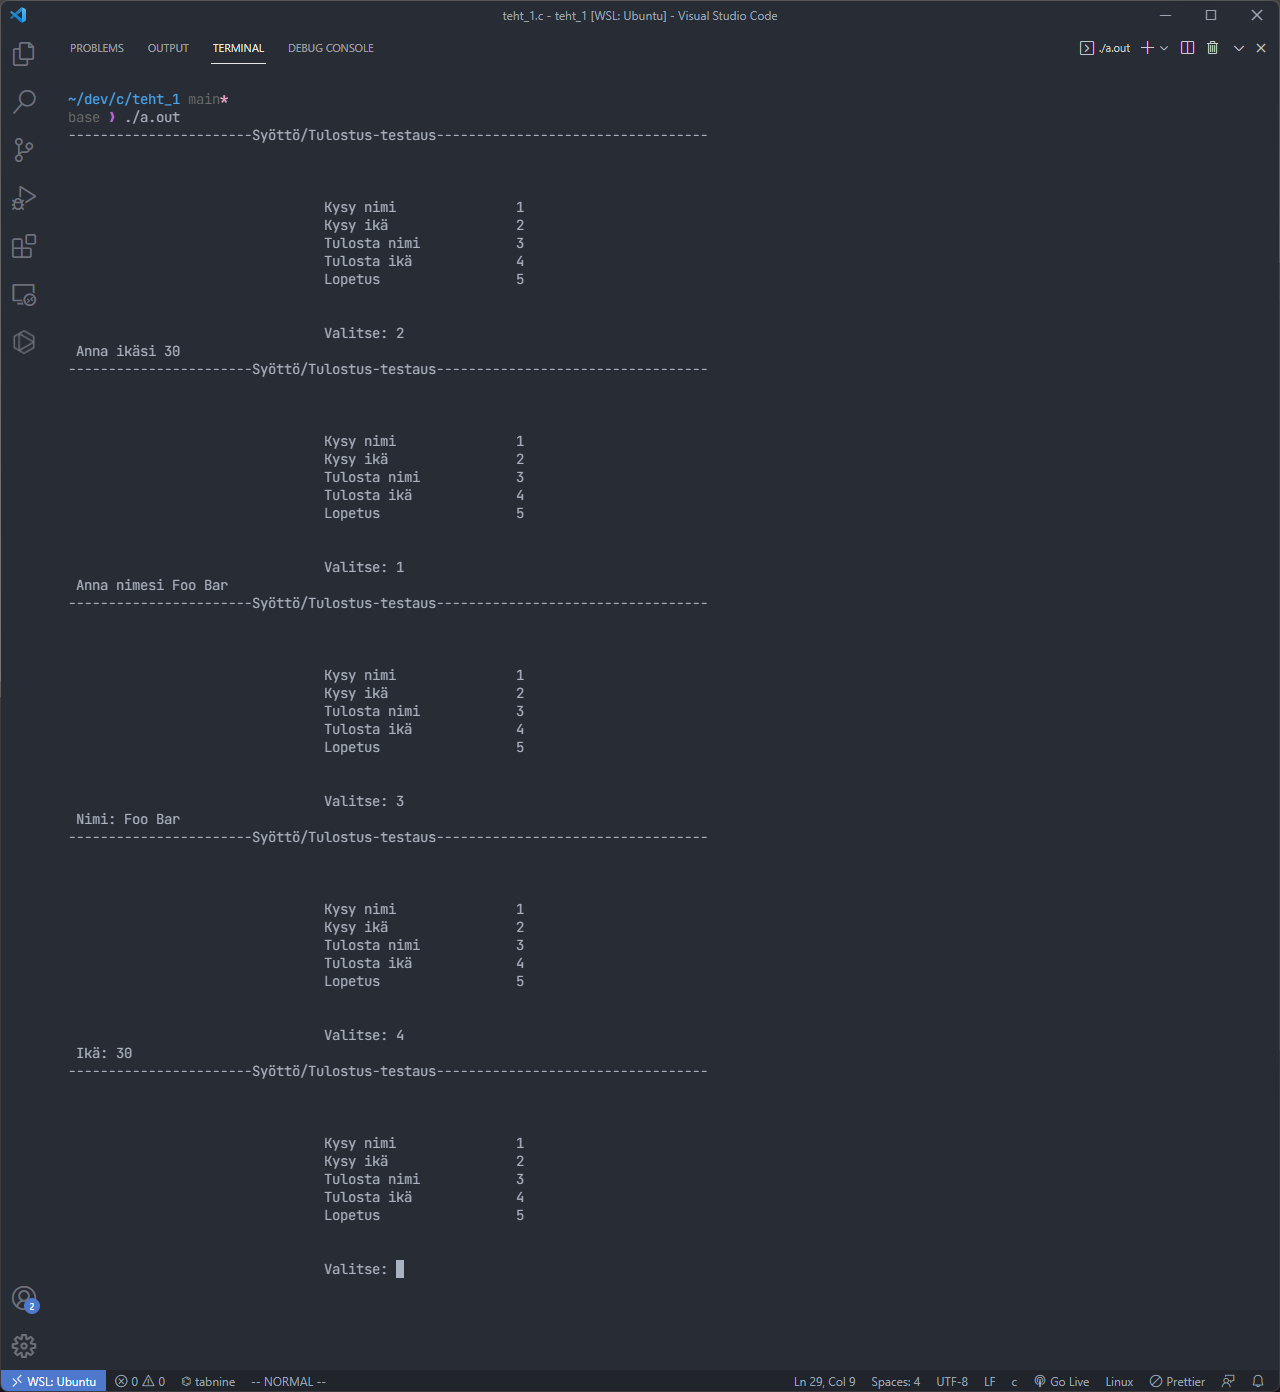 teht_1.c - teht_1 [WSL: Ubuntu] - Visual Studio Code
PROBLEMS OUTPUT TERMINAL DEBUG CONSOLE ./a.out
~/dev/c/teht_1 main*
base ❯ ./a.out
-----------------------Syöttö/Tulostus-testaus----------------------------------
Kysy nimi 1
Kysy ikä 2
Tulosta nimi 3
Tulosta ikä 4
Lopetus 5
Valitse: 2
Anna ikäsi 30
-----------------------Syöttö/Tulostus-testaus----------------------------------
Kysy nimi 1
Kysy ikä 2
Tulosta nimi 3
Tulosta ikä 4
Lopetus 5
Valitse: 1
Anna nimesi Foo Bar
-----------------------Syöttö/Tulostus-testaus----------------------------------
Kysy nimi 1
Kysy ikä 2
Tulosta nimi 3
Tulosta ikä 4
Lopetus 5
Valitse: 3
Nimi: Foo Bar
-----------------------Syöttö/Tulostus-testaus----------------------------------
Kysy nimi 1
Kysy ikä 2
Tulosta nimi 3
Tulosta ikä 4
Lopetus 5
Valitse: 4
Ikä: 30
-----------------------Syöttö/Tulostus-testaus----------------------------------
Kysy nimi 1
Kysy ikä 2
Tulosta nimi 3
Tulosta ikä 4
Lopetus 5
Valitse:
2
WSL: Ubuntu 0 0 tabnine -- NORMAL -- Ln 29, Col 9 Spaces: 4 UTF-8 LF c Go Live Linux Prettier